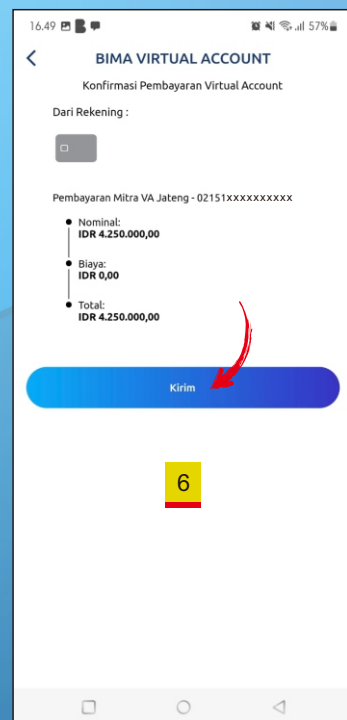 16.49 57%
BIMA VIRTUAL ACCOUNT
Konfirmasi Pembayaran Virtual Account
Dari Rekening :
Pembayaran Mitra VA Jateng - 02151xxxxxxxxxx
Nominal:
IDR 4.250.000,00
Biaya:
IDR 0,00
Total:
IDR 4.250.000,00
Kirim
6